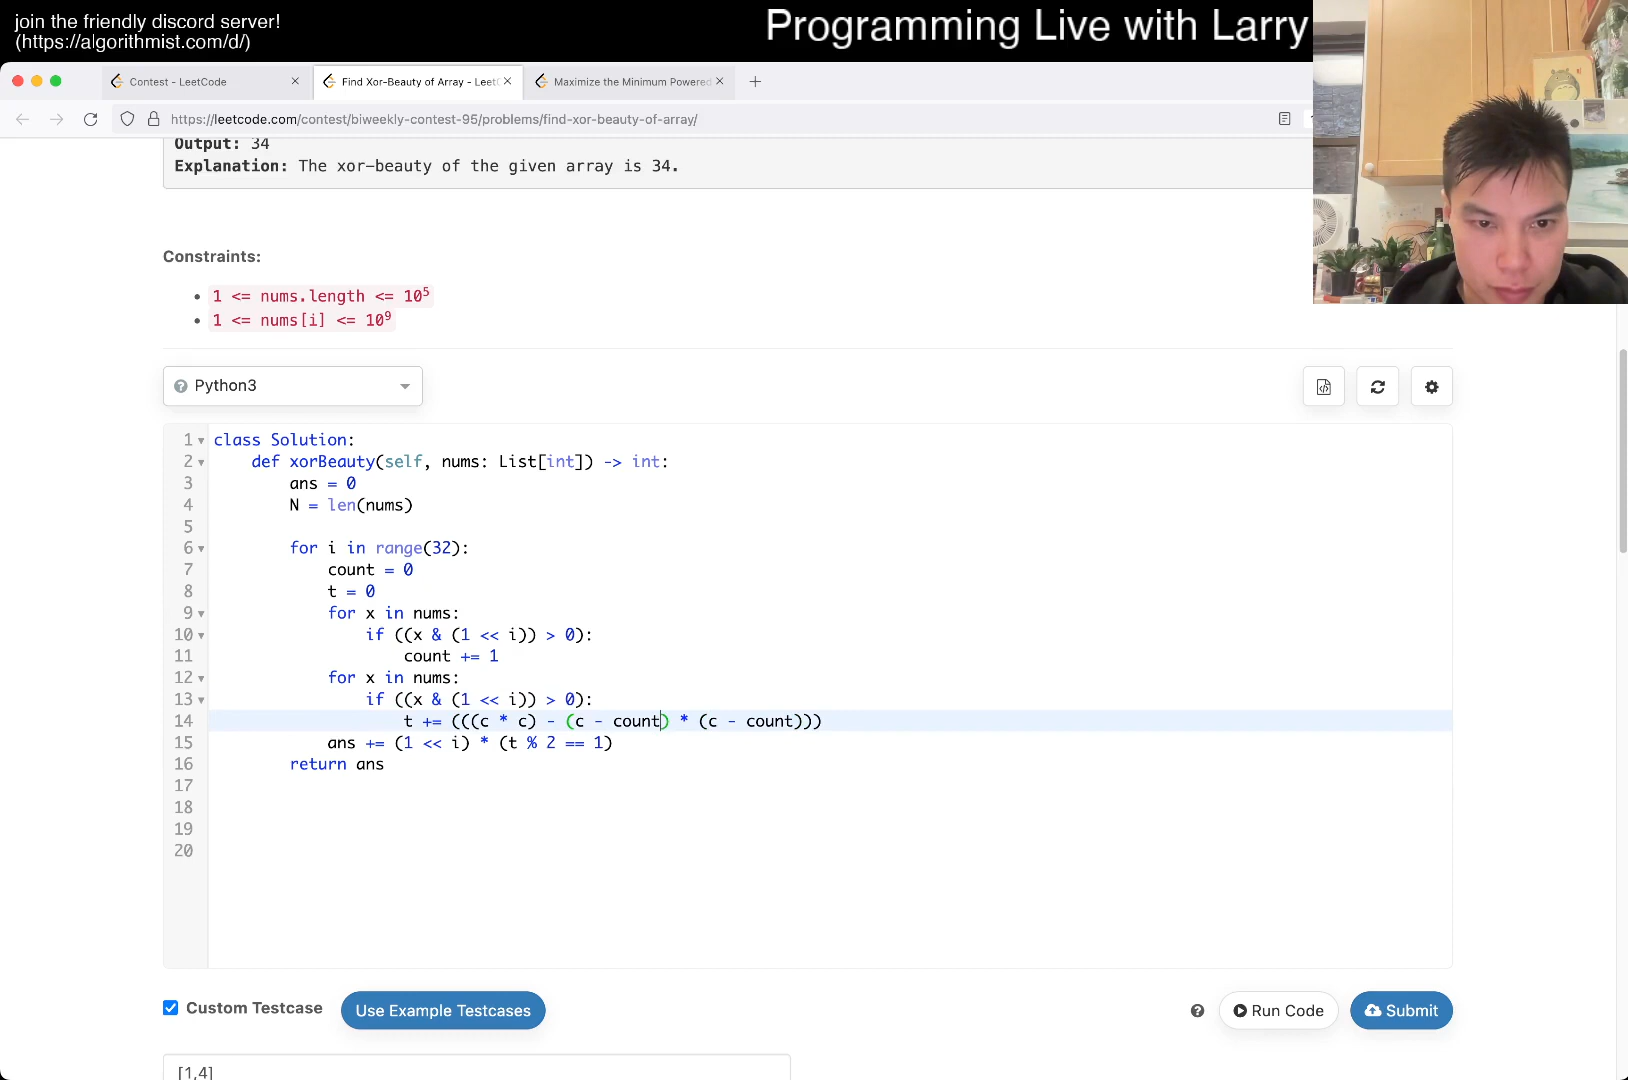 join the friendly discord server!
(https://algorithmist.com/d/)
Programming Live with Larry
Contest - LeetCode
Find Xor-Beauty of Array - Leet
Maximize the Minimum Powered
https://leetcode.com/contest/biweekly-contest-95/problems/find-xor-beauty-of-array/
Output: 34
Explanation: The xor-beauty of the given array is 34.
Constraints:
• 1 <= nums.length <= 10^5
• 1 <= nums[i] <= 10^9
Python3
1 class Solution:
2 def xorBeauty(self, nums: List[int]) -> int:
3 ans = 0
4 N = len(nums)
5
6 for i in range(32):
7 count = 0
8 t = 0
9 for x in nums:
10 if ((x & (1 << i)) > 0):
11 count += 1
12 for x in nums:
13 if ((x & (1 << i)) > 0):
14 t += (((c * c) - (c - count) * (c - count)))
15 ans += (1 << i) * (t % 2 == 1)
16 return ans
17
18
19
20
Custom Testcase
Use Example Testcases
Run Code
Submit
[1,4]